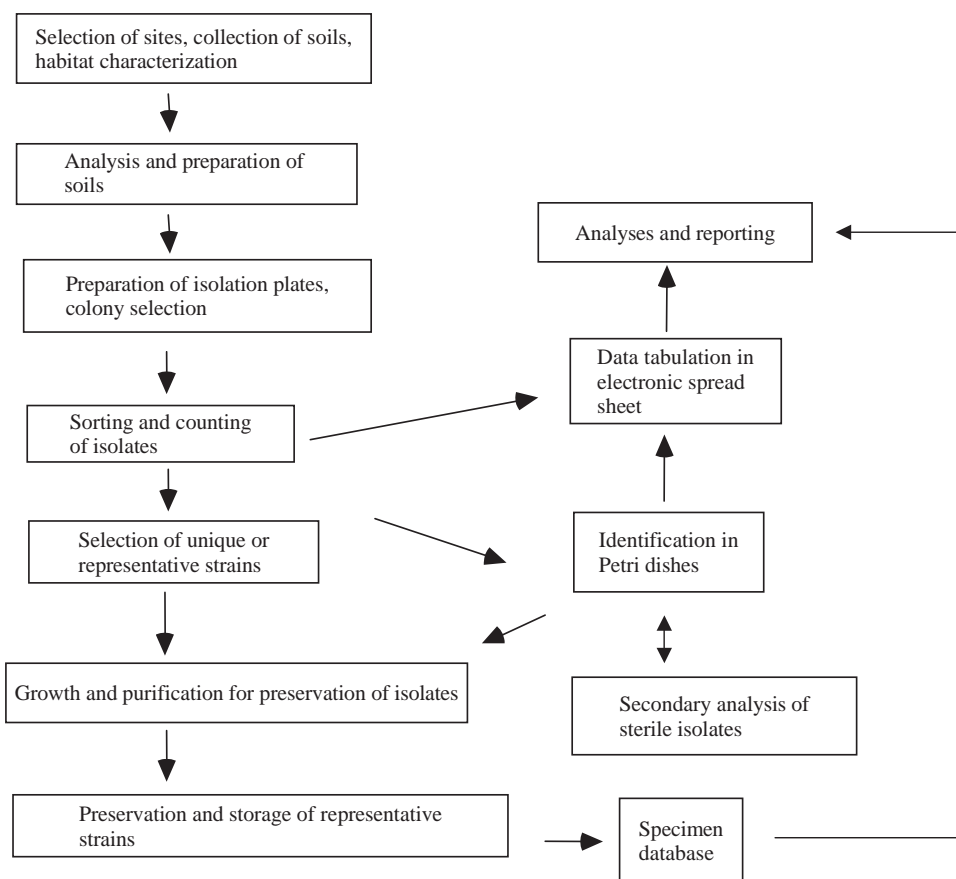 Selection of sites, collection of soils,
habitat characterization
Analysis and preparation of
soils
Preparation of isolation plates,
colony selection
Sorting and counting
of isolates
Selection of unique or
representative strains
Growth and purification for preservation of isolates
Preservation and storage of representative
strains
Analyses and reporting
Data tabulation in
electronic spread
sheet
Identification in
Petri dishes
Secondary analysis of
sterile isolates
Specimen
database